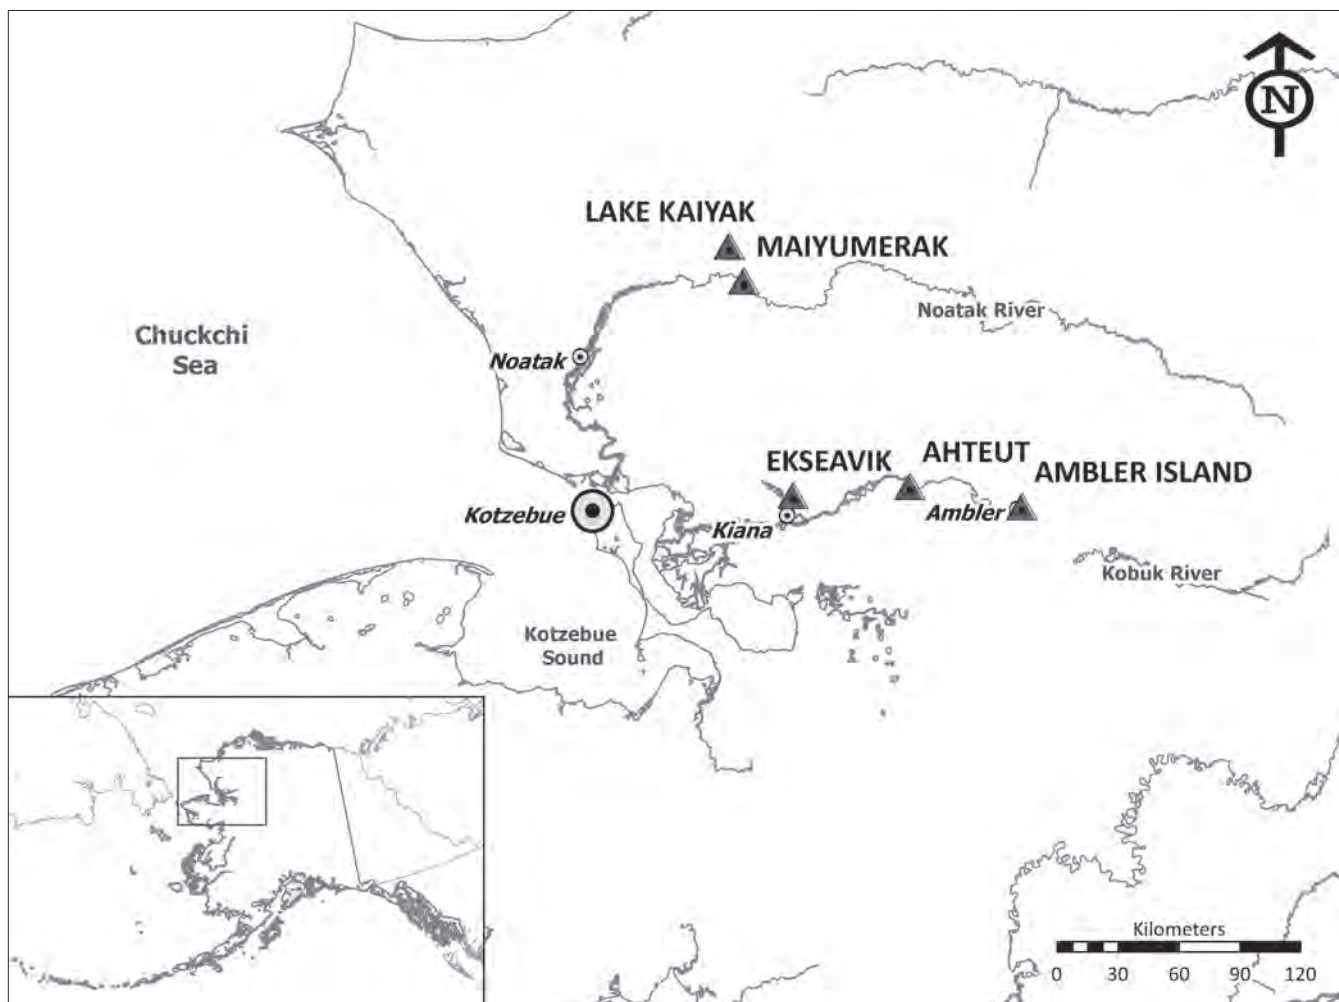 N
LAKE KAIYAK
MAIYUMERAK
Noatak River
Chuckchi
Sea
Noatak
EKSEAVIK
AHTEUT
AMBLER ISLAND
Kotzebue
Kiana
Ambler
Kobuk River
Kotzebue
Sound
Kilometers
0 30 60 90 120